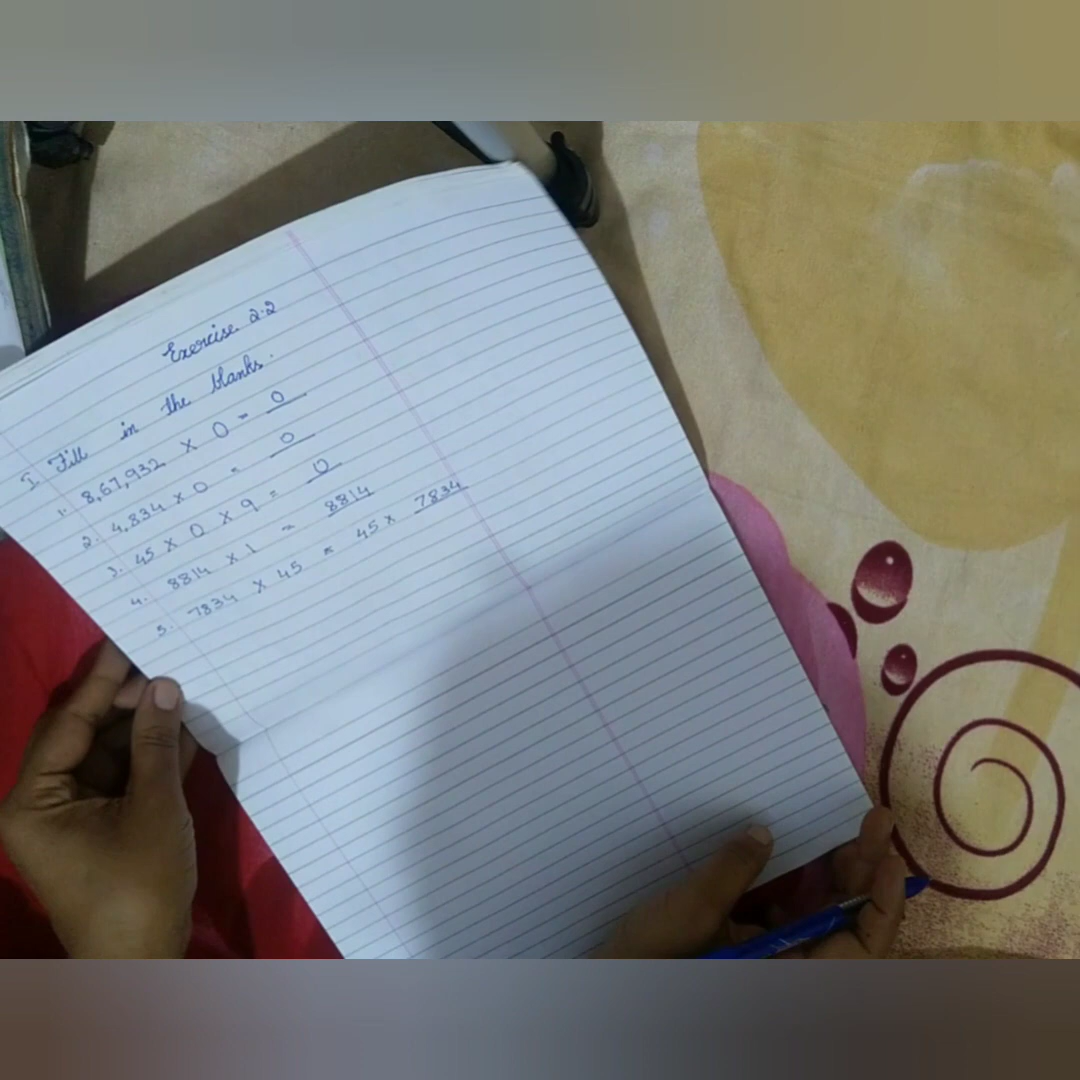 Exercise 2.2
I Fill in the blanks.
1. 8,67,932 × 0 = 0
2. 4,834 × 0 = 0
3. 45 × 0 × 9 = 0
4. 8814 × 1 = 8814
5. 7834 × 45 = 45 × 7834